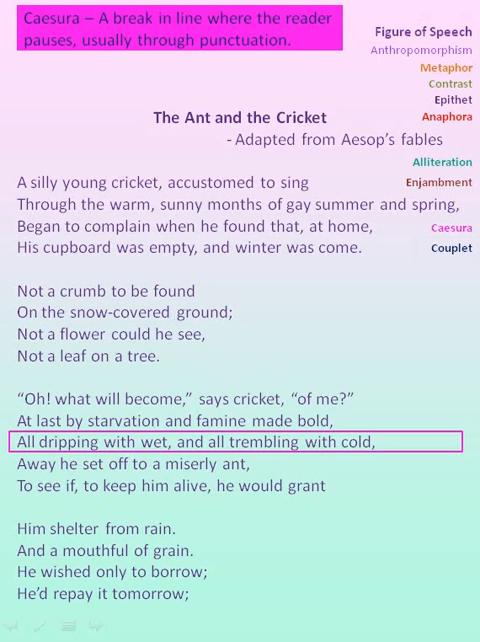 Caesura – A break in line where the reader
pauses, usually through punctuation.
Figure of Speech
Anthropomorphism
Metaphor
Contrast
Epithet
Anaphora
Alliteration
Enjambment
Caesura
Couplet
The Ant and the Cricket
- Adapted from Aesop's fables
A silly young cricket, accustomed to sing
Through the warm, sunny months of gay summer and spring,
Began to complain when he found that, at home,
His cupboard was empty, and winter was come.
Not a crumb to be found
On the snow-covered ground;
Not a flower could he see,
Not a leaf on a tree.
“Oh! what will become,” says cricket, “of me?”
At last by starvation and famine made bold,
All dripping with wet, and all trembling with cold,
Away he set off to a miserly ant,
To see if, to keep him alive, he would grant
Him shelter from rain.
And a mouthful of grain.
He wished only to borrow;
He’d repay it tomorrow;